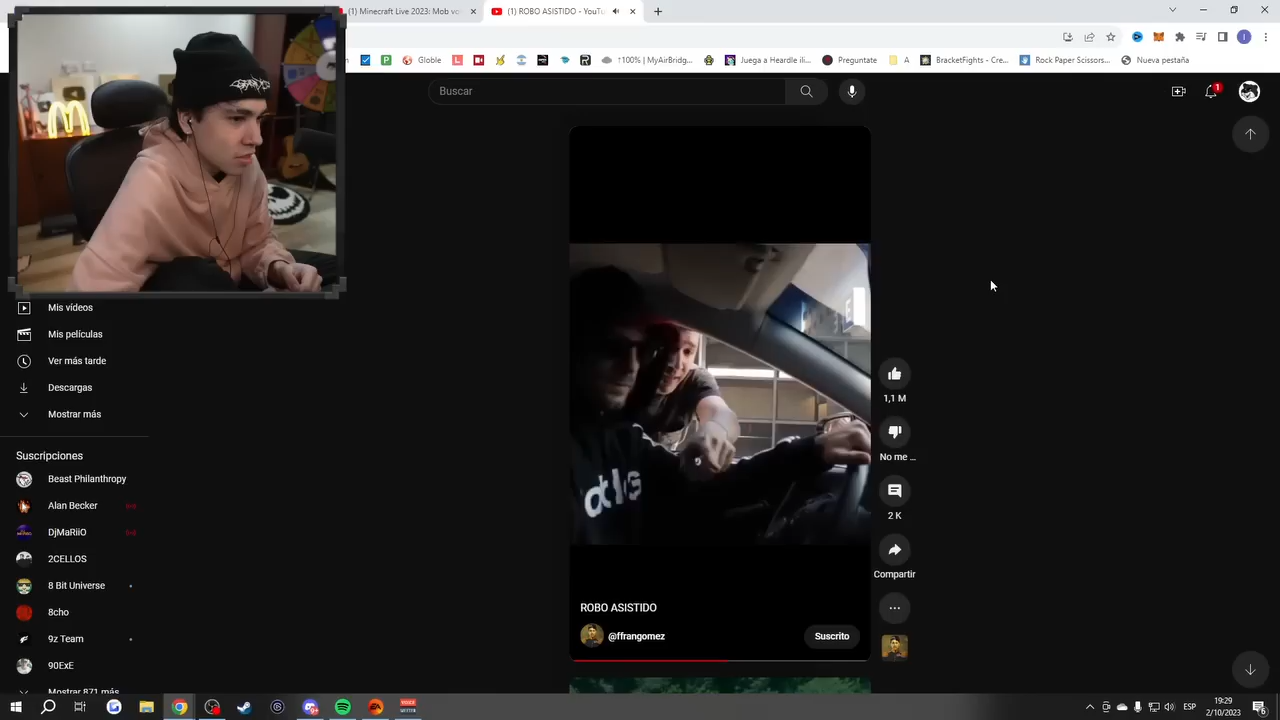 (1) Minecraft Live 2023: Mob vo
(1) ROBO ASISTIDO - YouTu
Globle
↑100% | MyAirBridg...
Juega a Heardle ili...
Preguntate
A
BracketFights - Cre...
Rock Paper Scissors...
Nueva pestaña
Buscar
1
Mis vídeos
Mis películas
Ver más tarde
Descargas
Mostrar más
Suscripciones
Beast Philanthropy
Alan Becker
DjMaRiiO
2CELLOS
8 Bit Universe
8cho
9z Team
90ExE
Mostrar 871 más
1,1 M
No me ...
2 K
Compartir
ROBO ASISTIDO
@ffrangomez
Suscrito
ESP
19:29
2/10/2023